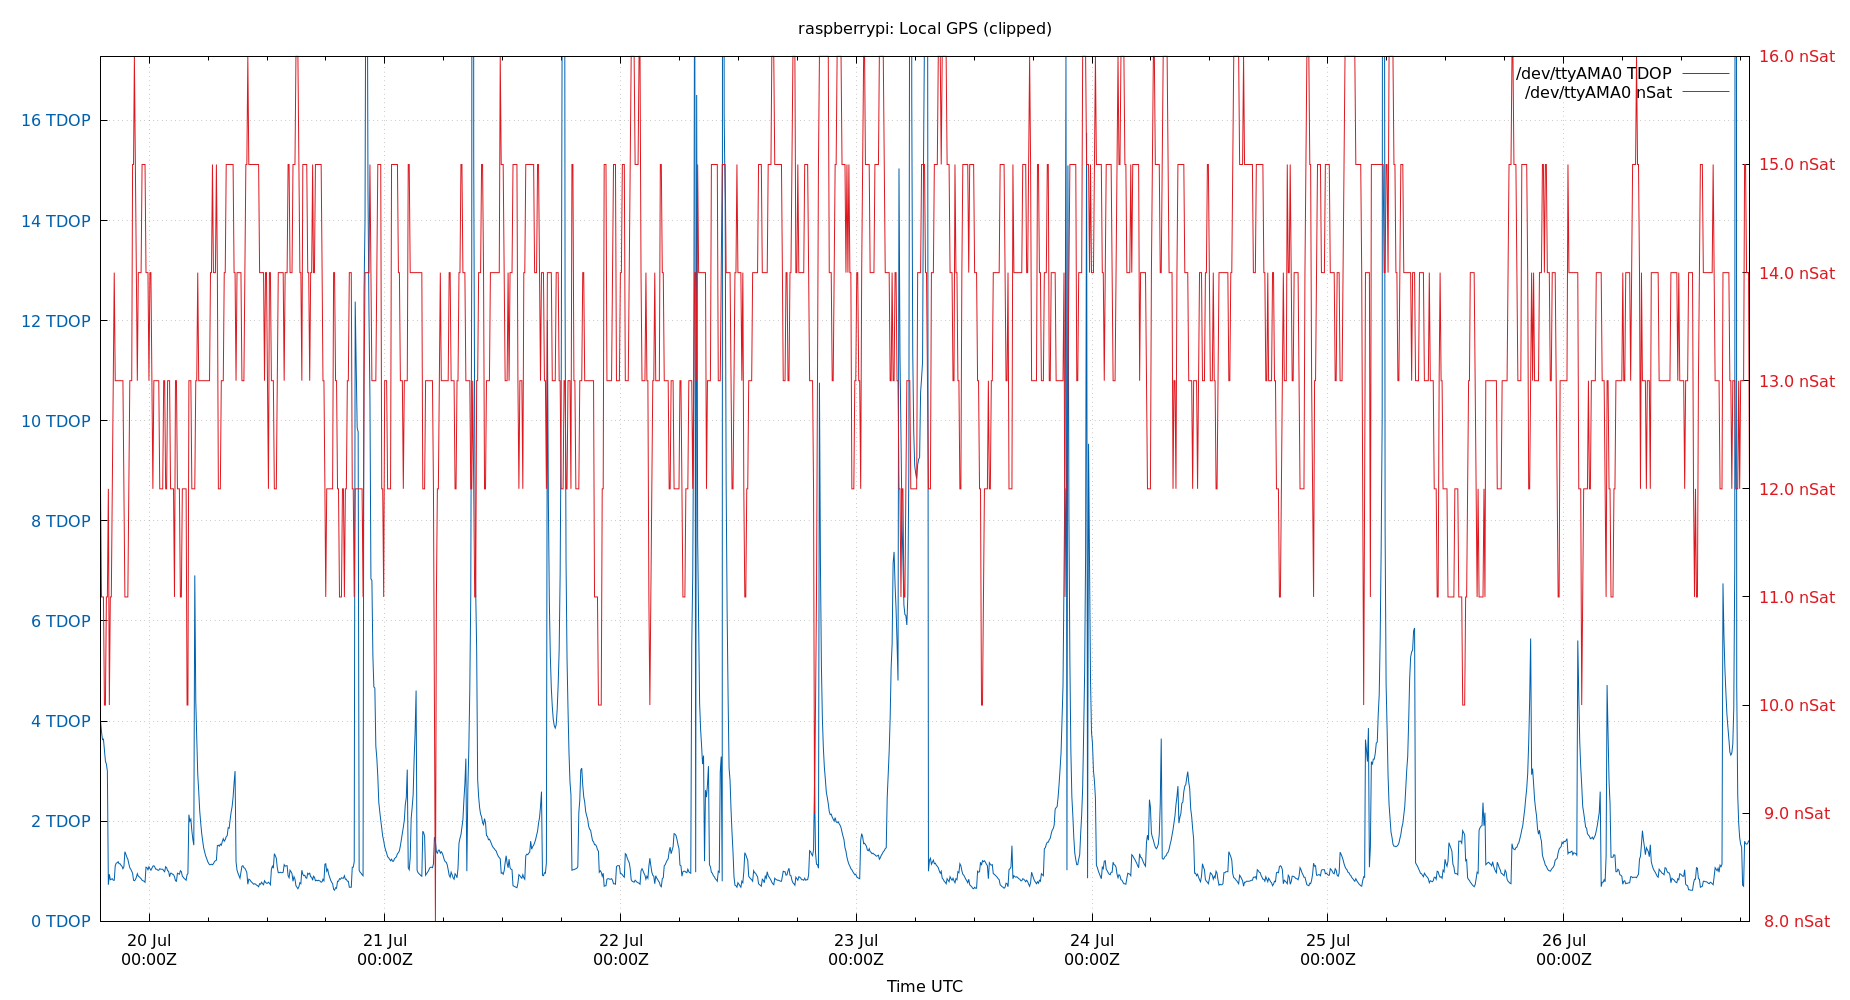 raspberrypi: Local GPS (clipped)
/dev/ttyAMA0 TDOP
/dev/ttyAMA0 nSat
16 TDOP
14 TDOP
12 TDOP
10 TDOP
8 TDOP
6 TDOP
4 TDOP
2 TDOP
0 TDOP
16.0 nSat
15.0 nSat
14.0 nSat
13.0 nSat
12.0 nSat
11.0 nSat
10.0 nSat
9.0 nSat
8.0 nSat
20 Jul
00:00Z
21 Jul
00:00Z
22 Jul
00:00Z
23 Jul
00:00Z
24 Jul
00:00Z
25 Jul
00:00Z
26 Jul
00:00Z
Time UTC